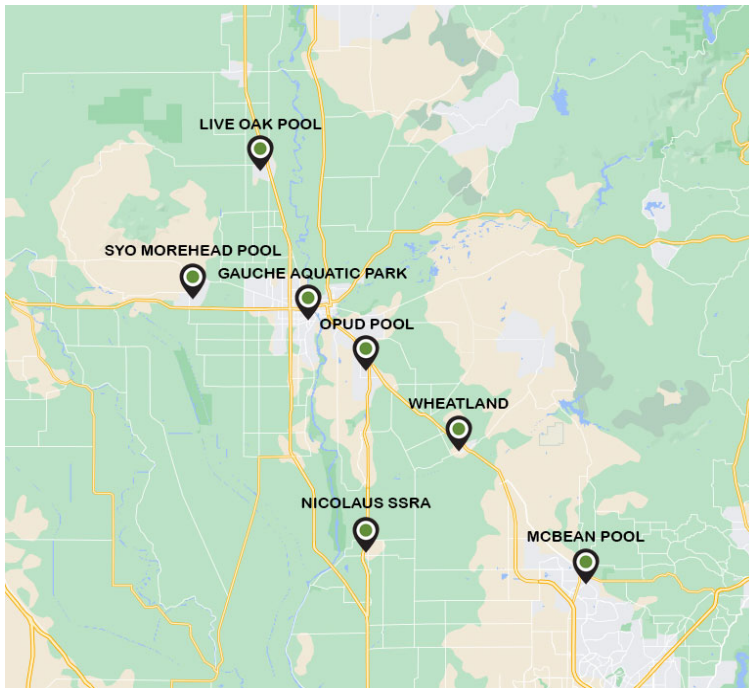 LIVE OAK POOL
SYO MOREHEAD POOL
GAUCHE AQUATIC PARK
OPUD POOL
WHEATLAND
NICOLAUS SSRA
MCBEAN POOL